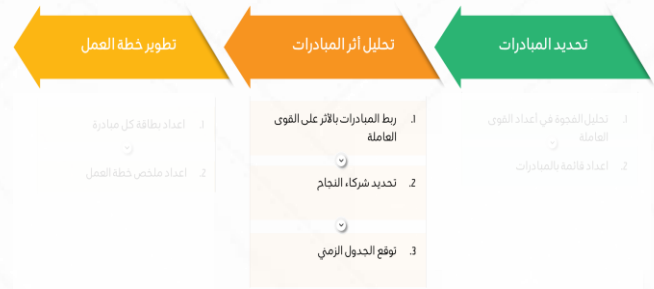 تحديد المبادرات
تحليل أثر المبادرات
تطوير خطة العمل
1. تحليل الفجوة في أعداد القوى
العاملة
2. اعداد قائمة بالمبادرات
1. ربط المبادرات بالأثر على القوى
العاملة
2. تحديد شركاء النجاح
3. توقع الجدول الزمني
1. اعداد بطاقة كل مبادرة
2. اعداد ملخص خطة العمل